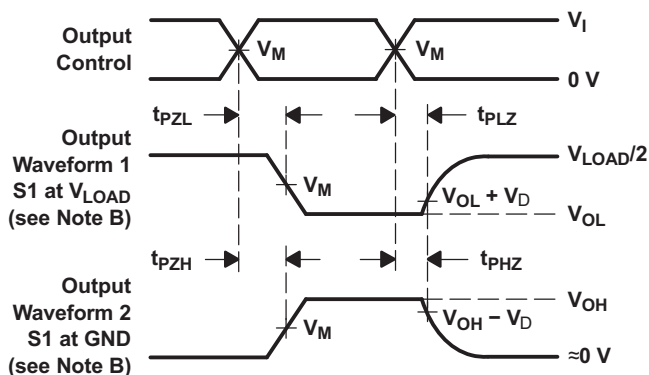 Output
Control
V_M
V_M
V_I
0 V
t_PZL
t_PLZ
Output
Waveform 1
S1 at V_LOAD
(see Note B)
V_M
V_OL + V_D
V_LOAD/2
V_OL
t_PZH
t_PHZ
Output
Waveform 2
S1 at GND
(see Note B)
V_M
V_OH − V_D
V_OH
≈0 V